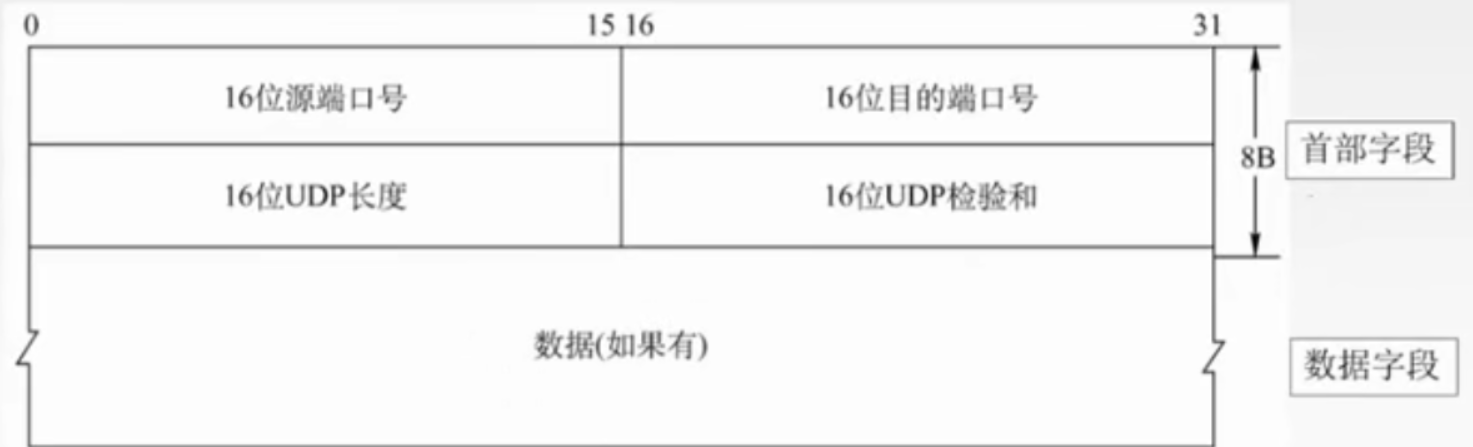 0 15 16 31
16位源端口号 16位目的端口号
8B 首部字段
16位UDP长度 16位UDP检验和
数据(如果有)
数据字段